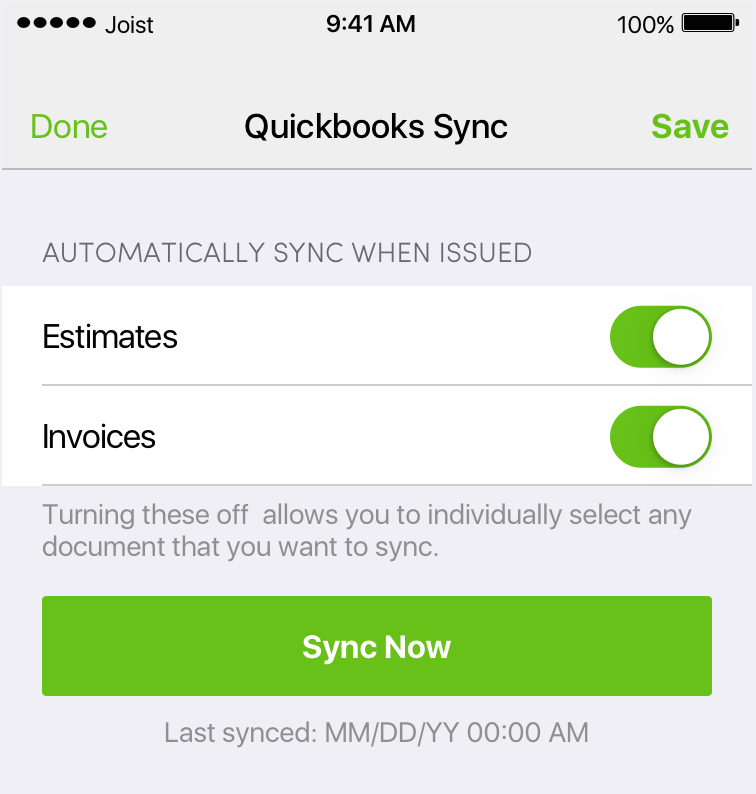 Joist 9:41 AM 100%
Done Quickbooks Sync Save
AUTOMATICALLY SYNC WHEN ISSUED
Estimates
Invoices
Turning these off  allows you to individually select any
document that you want to sync.
Sync Now
Last synced: MM/DD/YY 00:00 AM